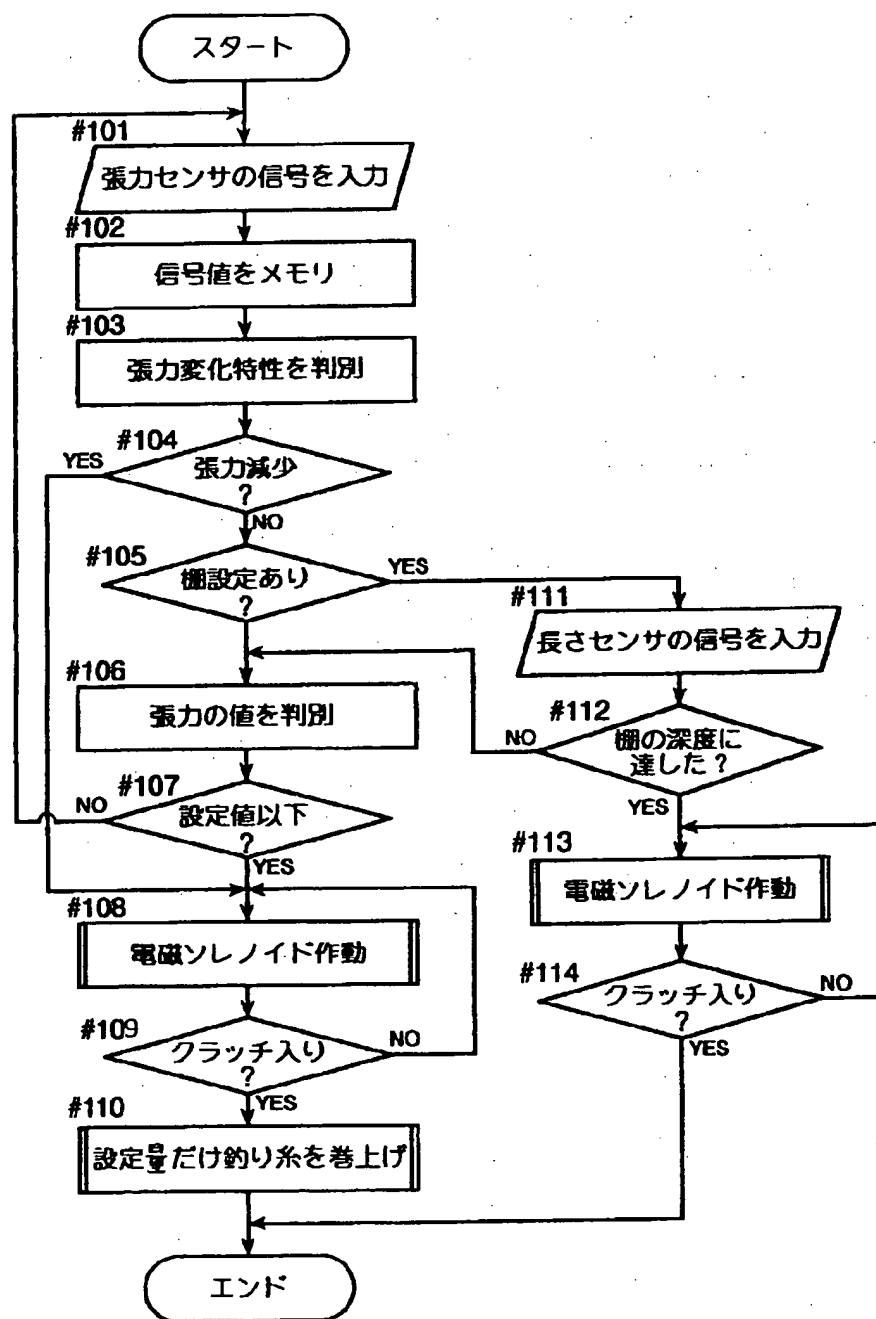 スタート
#101
張力センサの信号を入力
#102
信号値をメモリ
#103
張力変化特性を判別
#104
YES
張力減少
?
NO
#105
棚設定あり
?
YES
#106
張力の値を判別
#107
NO
設定値以下
?
YES
#108
電磁ソレノイド作動
#109
クラッチ入り
?
NO
YES
#110
設定量だけ釣り糸を巻上げ
#111
長さセンサの信号を入力
#112
NO
棚の深度に
達した?
YES
#113
電磁ソレノイド作動
#114
クラッチ入り
?
NO
YES
エンド